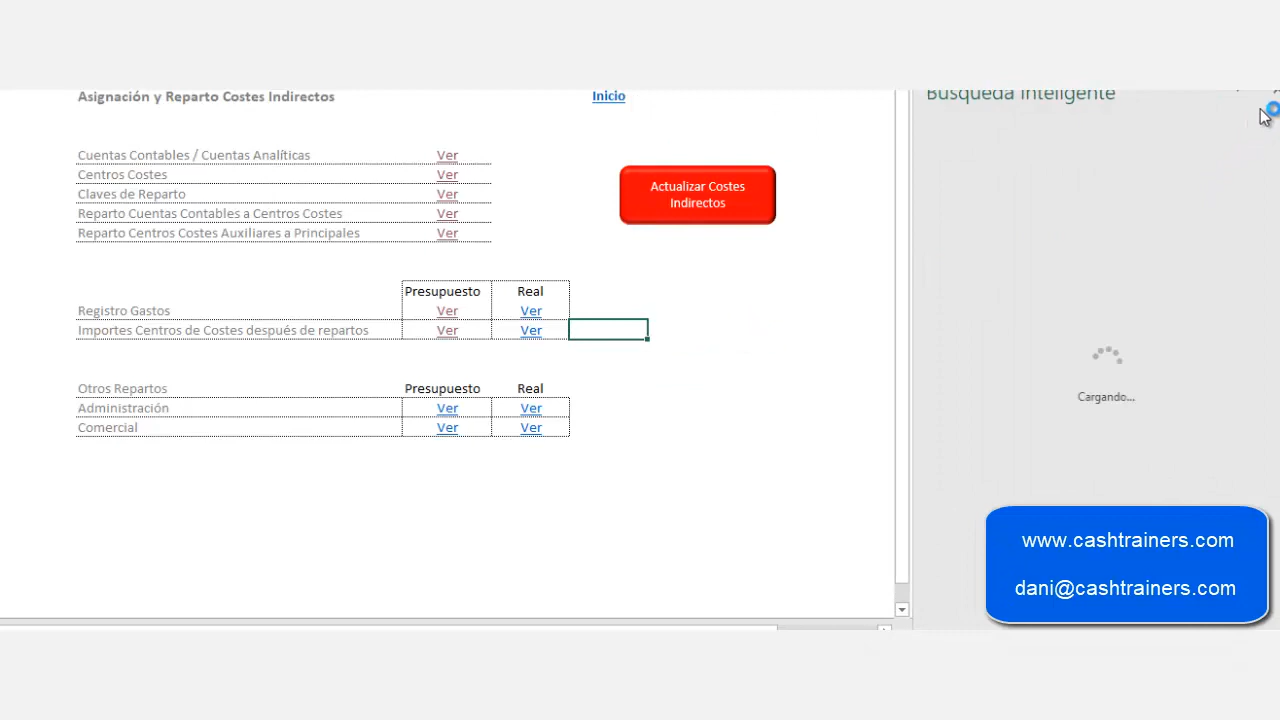 Asignación y Reparto Costes Indirectos
Inicio
Búsqueda Inteligente
Cuentas Contables / Cuentas Analíticas Ver
Centros Costes Ver
Claves de Reparto Ver
Reparto Cuentas Contables a Centros Costes Ver
Reparto Centros Costes Auxiliares a Principales Ver
Actualizar Costes
Indirectos
Presupuesto Real
Registro Gastos Ver Ver
Importes Centros de Costes después de repartos Ver Ver
Otros Repartos Presupuesto Real
Administración Ver Ver
Comercial Ver Ver
Cargando...
www.cashtrainers.com
dani@cashtrainers.com